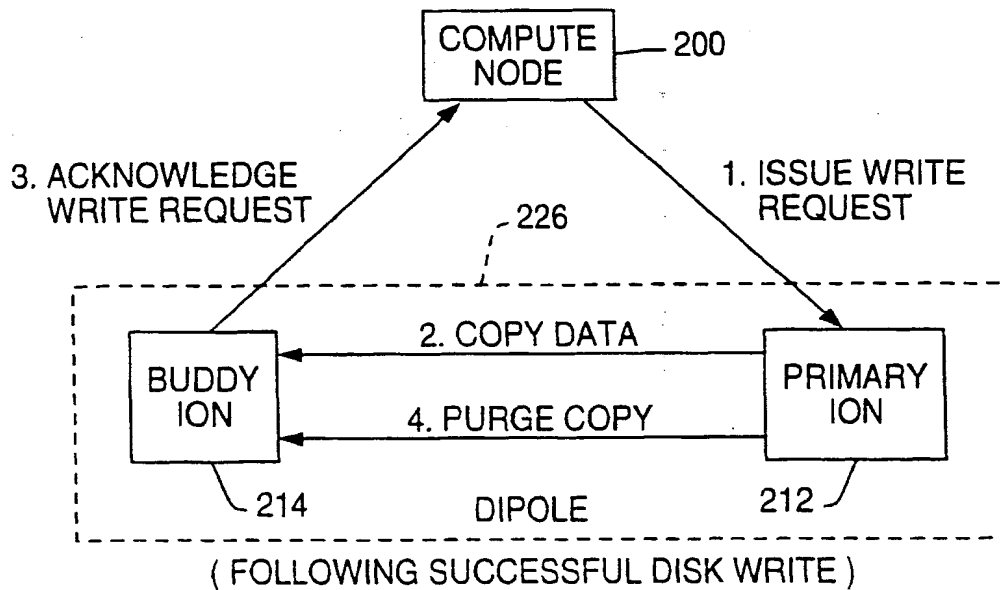 COMPUTE
NODE
200
3. ACKNOWLEDGE
WRITE REQUEST
1. ISSUE WRITE
REQUEST
226
2. COPY DATA
BUDDY
ION
PRIMARY
ION
4. PURGE COPY
214
DIPOLE
212
( FOLLOWING SUCCESSFUL DISK WRITE )